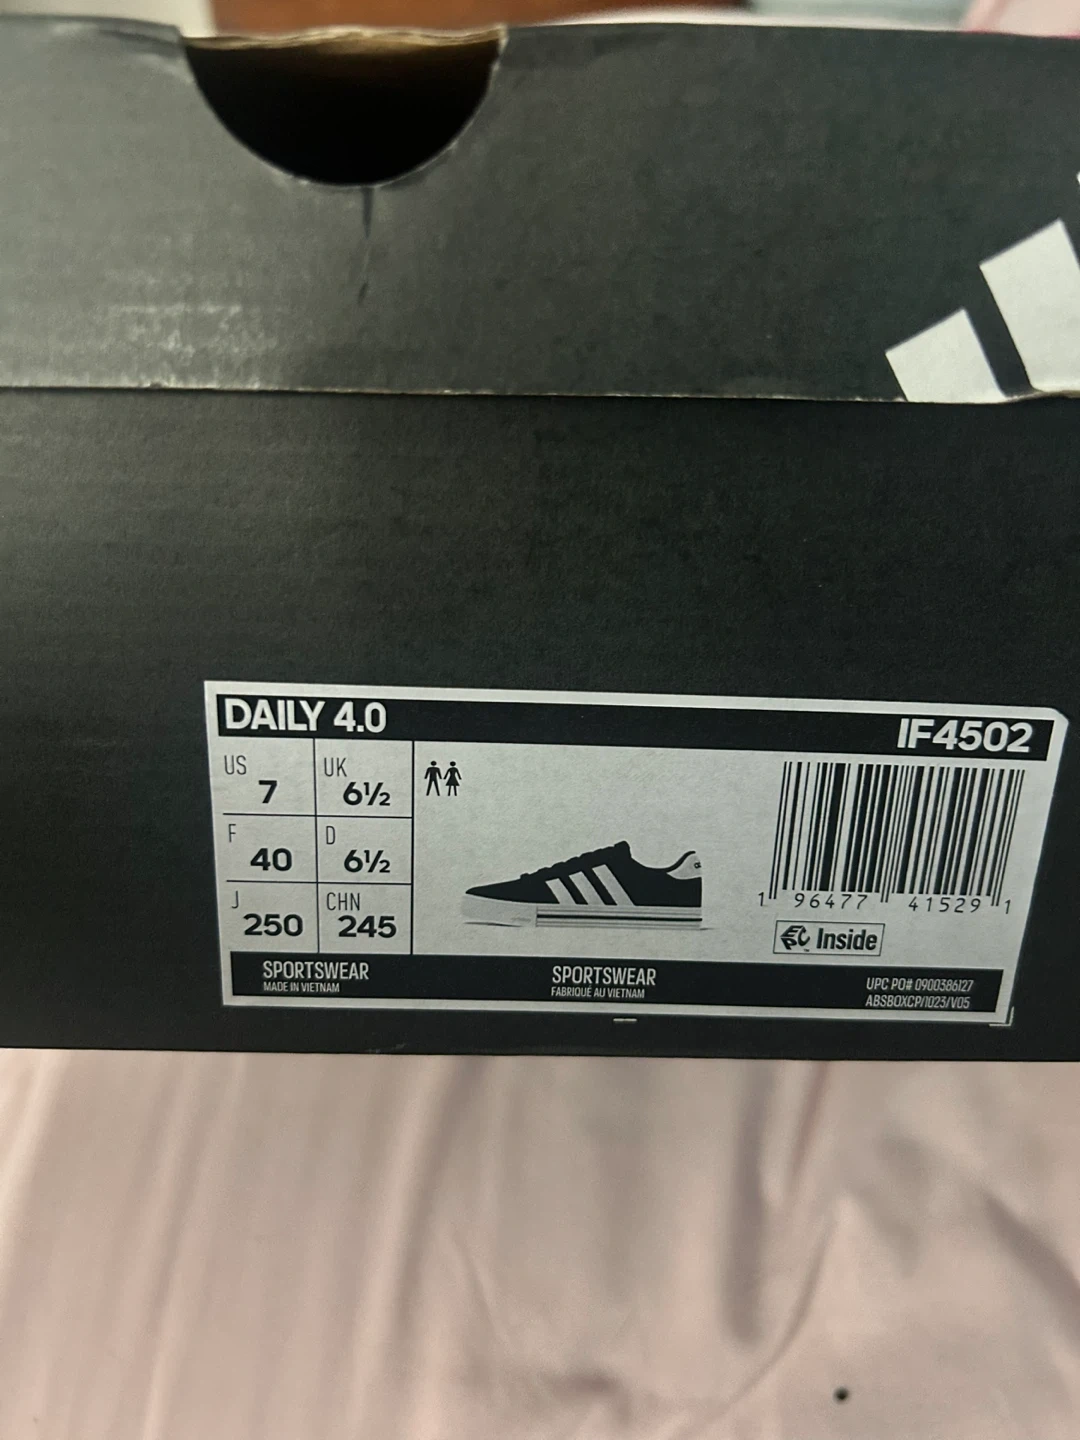 DAILY 4.0
IF4502
US 7
UK 6½
F 40
D 6½
J 250
CHN 245
1 96477 41529 1
Inside
SPORTSWEAR
MADE IN VIETNAM
SPORTSWEAR
FABRIQUÉ AU VIETNAM
UPC PO# 0900386127
ABSBOXCP/1023/V05